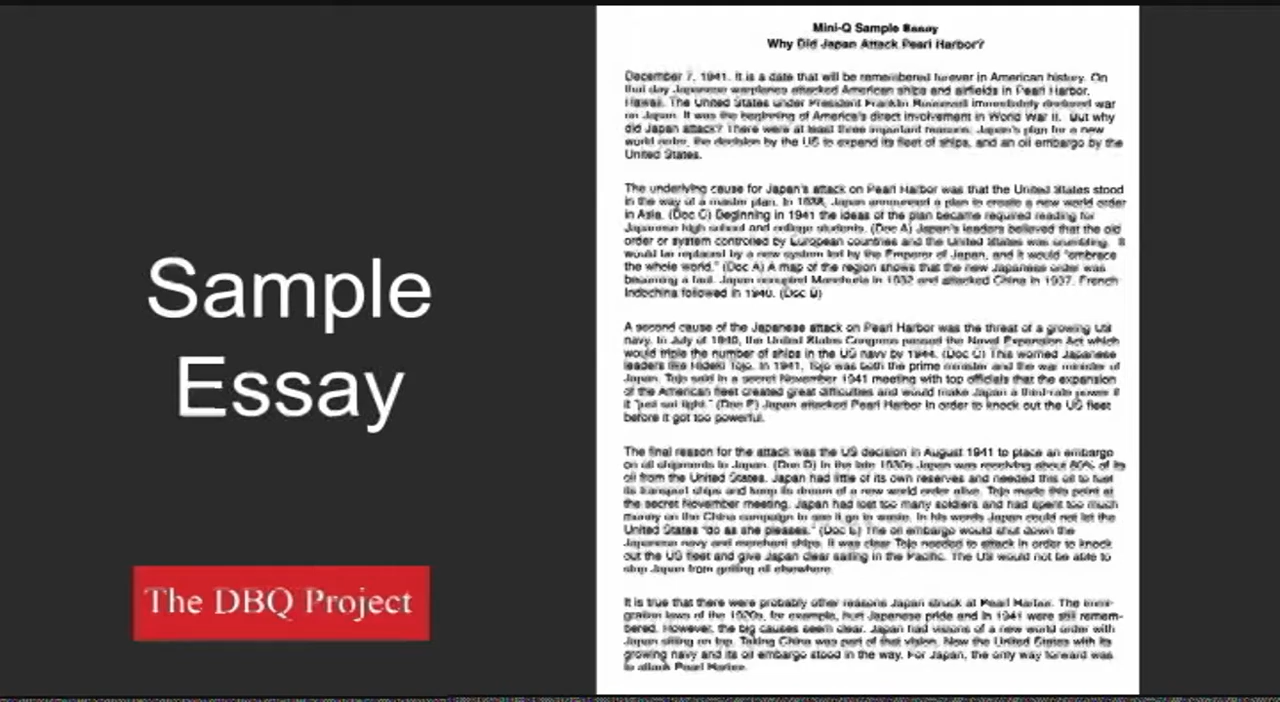 Sample
Essay
The DBQ Project
Mini-Q Sample Essay
Why Did Japan Attack Pearl Harbor?
December 7, 1941. It is a date that will be remembered forever in American history. On
that day Japanese warplanes attacked American ships and airfields in Pearl Harbor,
Hawaii. The United States under President Franklin Roosevelt immediately declared war
on Japan. It was the beginning of America's direct involvement in World War II. But why
did Japan attack? There were at least three important reasons: Japan's plan for a new
world order, the decision by the US to expand its fleet of ships, and an oil embargo by the
United States.
The underlying cause for Japan's attack on Pearl Harbor was that the United States stood
in the way of a master plan. In 1938, Japan announced a plan to create a new world order
in Asia. (Doc C) Beginning in 1941 the ideas of the plan became required reading for
Japanese high school and college students. (Doc A) Japan's leaders believed that the old
order or system controlled by European countries and the United States was crumbling. It
would be replaced by a new system led by the Emperor of Japan, and it would "embrace
the whole world." (Doc A) A map of the region shows that the new Japanese order was
becoming a fact. Japan occupied Manchuria in 1932 and attacked China in 1937. French
Indochina followed in 1940. (Doc B)
A second cause of the Japanese attack on Pearl Harbor was the threat of a growing US
navy. In July of 1940, the United States Congress passed the Naval Expansion Act which
would triple the number of ships in the US navy by 1944. (Doc C) This worried Japanese
leaders like Hideki Tojo. In 1941, Tojo was both the prime minister and the war minister of
Japan. Tojo said in a secret November 1941 meeting with top officials that the expansion
of the American fleet created great difficulties and would make Japan a third-rate power if
it "just sat tight." (Doc E) Japan attacked Pearl Harbor in order to knock out the US fleet
before it got too powerful.
The final reason for the attack was the US decision in August 1941 to place an embargo
on oil shipments to Japan. (Doc D) In the late 1930s Japan was receiving about 80% of its
oil from the United States. Japan had little of its own reserves and needed this oil to fuel
its transport ships and keep its dream of a new world order alive. Tojo made this point at
the secret November meeting. Japan had lost too many soldiers and had spent too much
money on the China campaign to see it go to waste. In his words Japan could not let the
United States "do as she pleases." (Doc E) The oil embargo would shut down the
Japanese navy and merchant ships. It was clear Tojo needed to attack in order to knock
out the US fleet and give Japan clear sailing in the Pacific. The US would not be able to
stop Japan from getting oil elsewhere.
It is true that there were probably other reasons Japan struck at Pearl Harbor. The immi-
gration laws of the 1920s, for example, hurt Japanese pride and in 1941 were still remem-
bered. However, the big causes seem clear. Japan had visions of a new world order with
Japan sitting on top. Taking China was part of that vision. Now the United States with its
growing navy and its oil embargo stood in the way. For Japan, the only way forward was
to attack Pearl Harbor.